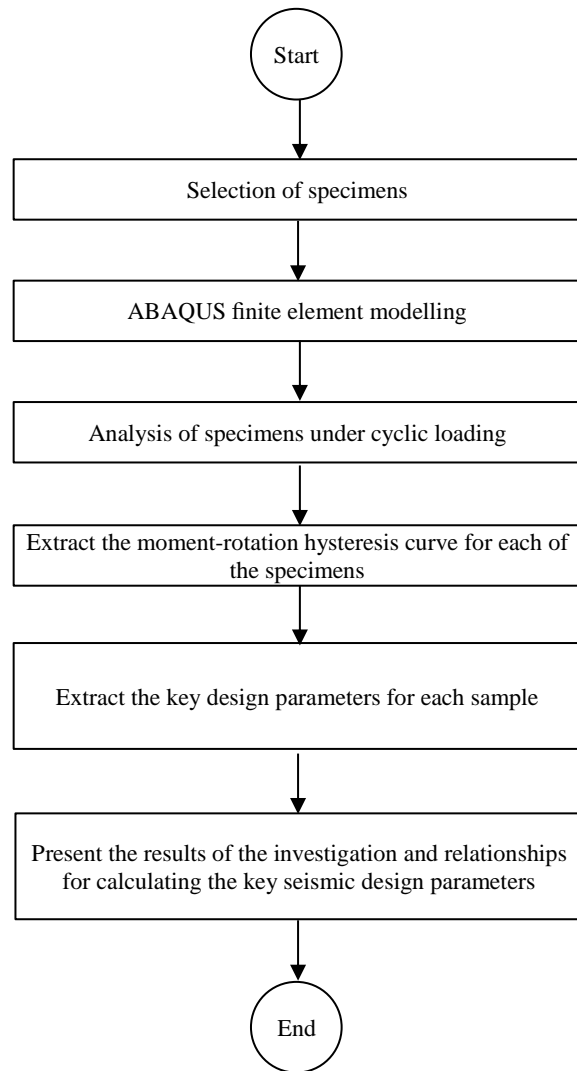 Start
Selection of specimens
ABAQUS finite element modelling
Analysis of specimens under cyclic loading
Extract the moment-rotation hysteresis curve for each of
the specimens
Extract the key design parameters for each sample
Present the results of the investigation and relationships
for calculating the key seismic design parameters
End